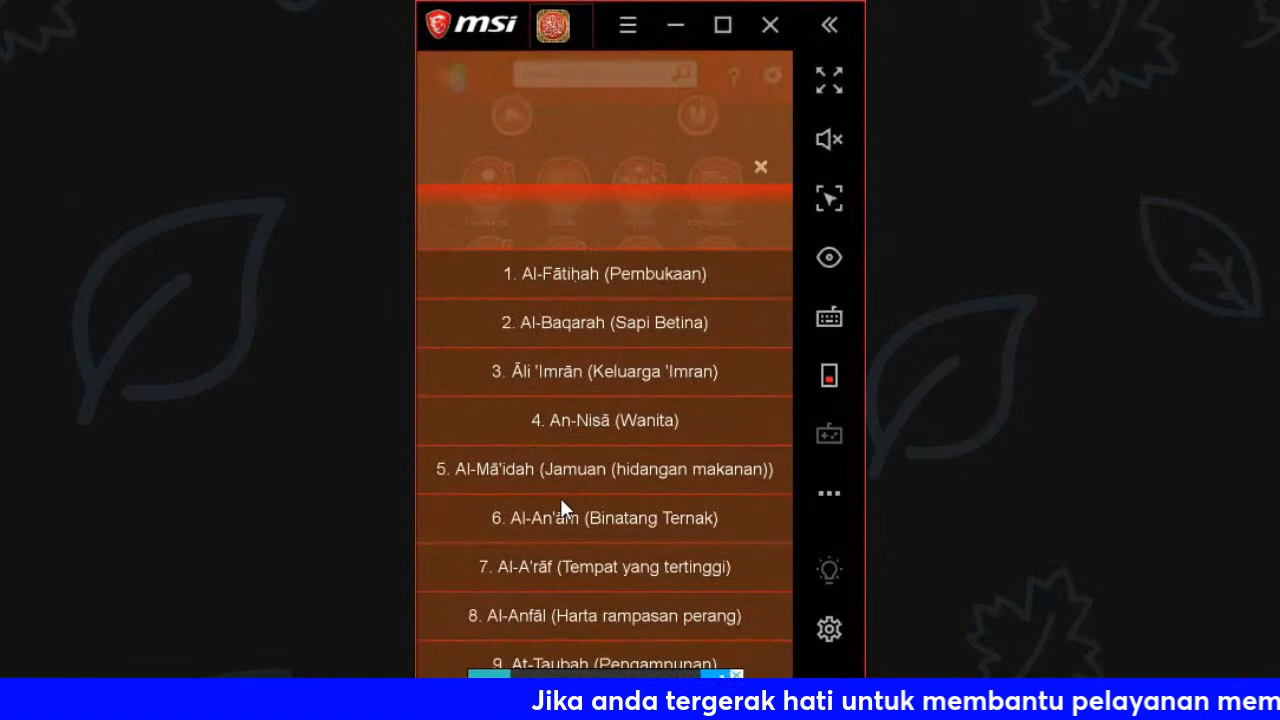 msi
1. Al-Fātiḥah (Pembukaan)
2. Al-Baqarah (Sapi Betina)
3. Āli 'Imrān (Keluarga 'Imran)
4. An-Nisā (Wanita)
5. Al-Mā'idah (Jamuan (hidangan makanan))
6. Al-An'ām (Binatang Ternak)
7. Al-A'rāf (Tempat yang tertinggi)
8. Al-Anfāl (Harta rampasan perang)
9. At-Taubah (Pengampunan)
Jika anda tergerak hati untuk membantu pelayanan mem